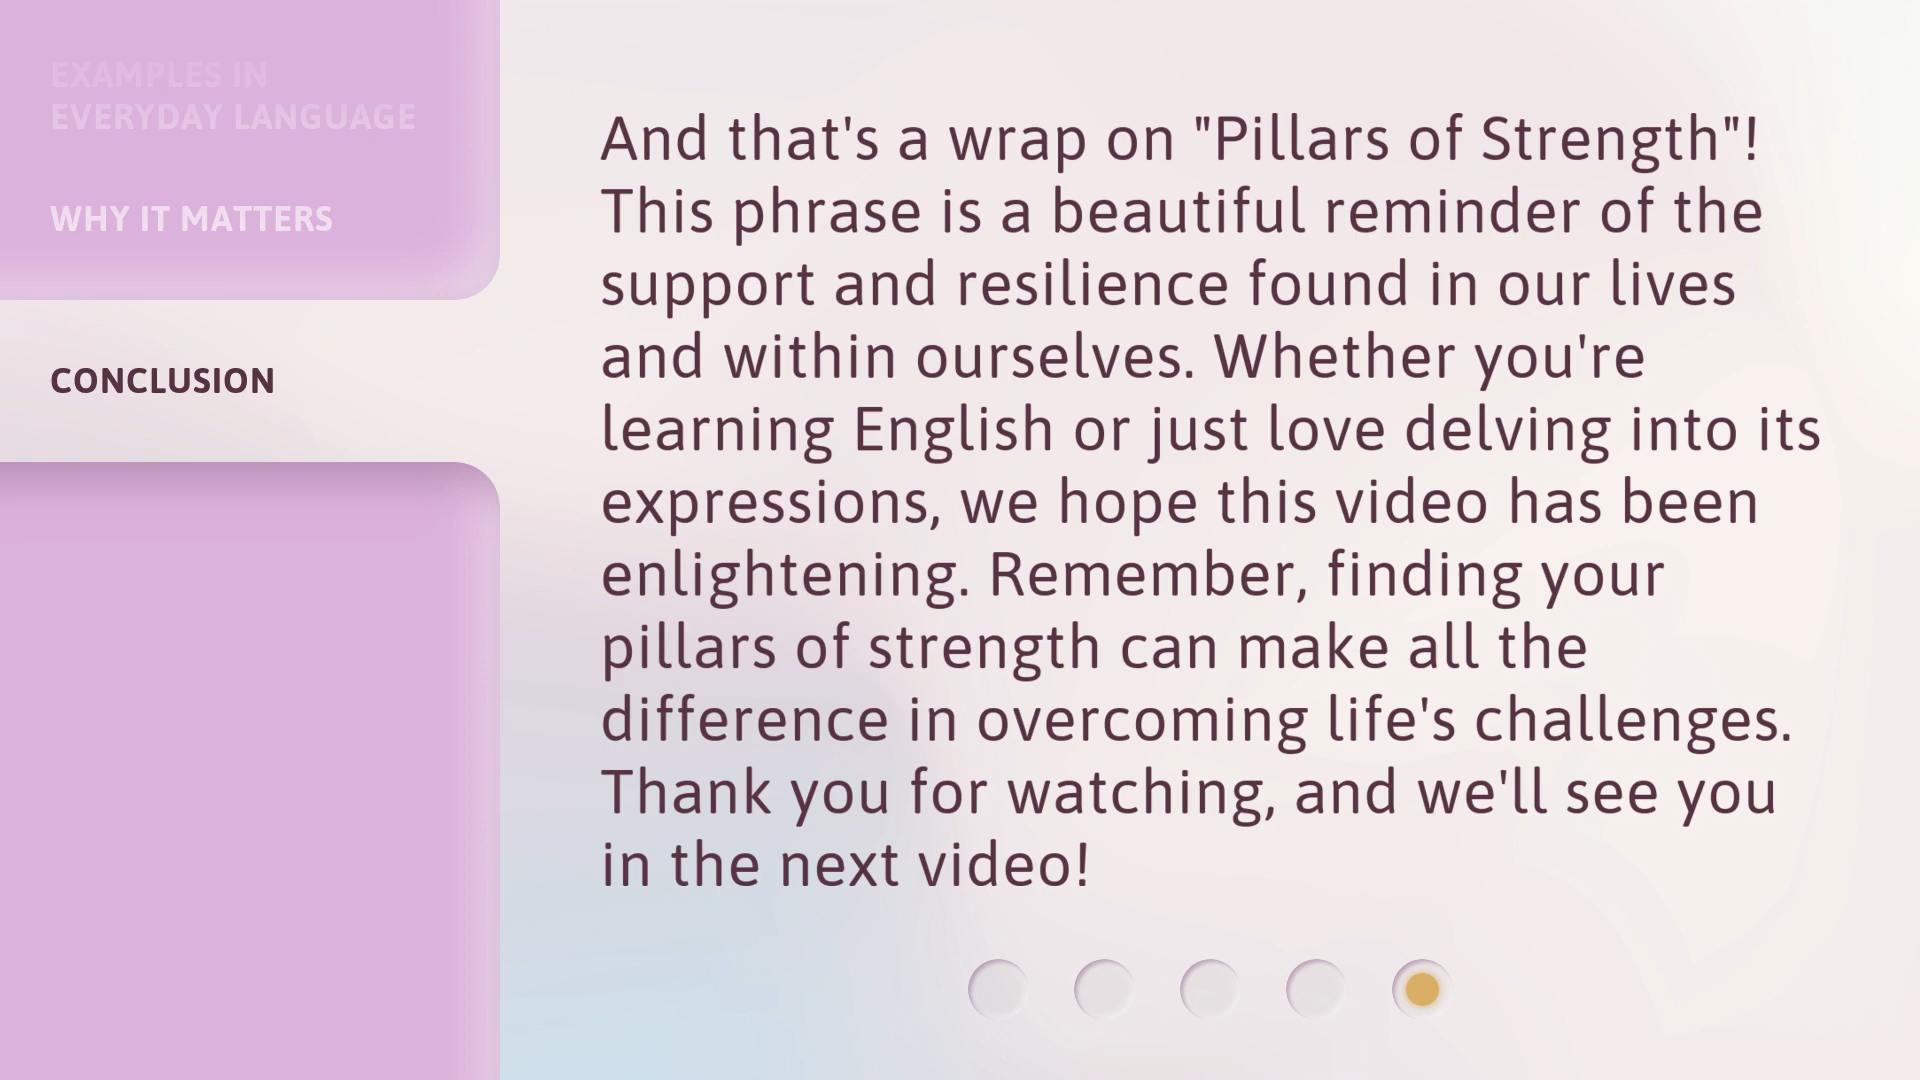 EXAMPLES IN
EVERYDAY LANGUAGE
WHY IT MATTERS
CONCLUSION
And that's a wrap on "Pillars of Strength"!
This phrase is a beautiful reminder of the
support and resilience found in our lives
and within ourselves. Whether you're
learning English or just love delving into its
expressions, we hope this video has been
enlightening. Remember, finding your
pillars of strength can make all the
difference in overcoming life's challenges.
Thank you for watching, and we'll see you
in the next video!